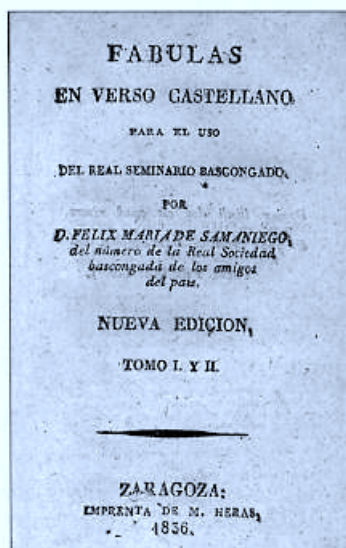 FABULAS
EN VERSO CASTELLANO
PARA EL USO
DEL REAL SEMINARIO BASCONGADO,
POR
D. FELIX MARIA DE SAMANIEGO,
del número de la Real Sociedad
bascongada de los amigos
del pais.
NUEVA EDICION,
TOMO I. Y II.
ZARAGOZA:
IMPRENTA DE M. HERAS,
1836.